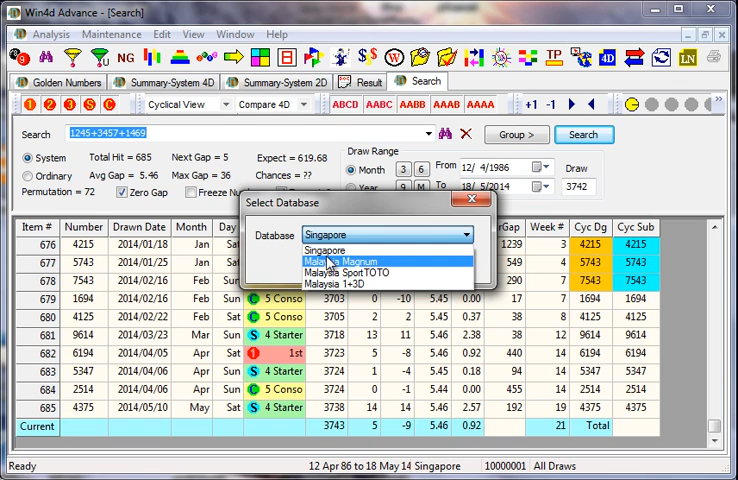 Win4d Advance - [Search]
Analysis Maintenance Edit View Window Help
NG TP 4D LN
Golden Numbers Summary-System 4D Summary-System 2D Result Search
1 2 3 S C Cyclical View Compare 4D ABCD AABC AABB AAAB AAAA +1 -1
Search 1245+3457+1469 Group > Search
System Total Hit = 685 Next Gap = 5 Expect = 619.68
Ordinary Avg Gap = 5.46 Max Gap = 36 Chances = ??
Permutation = 72 Zero Gap
Draw Range
Month 3 6 From 12/ 4/1986 Draw
Year 9 M To 18/ 5/2014 3742
Select Database
Database Singapore
Singapore
Malaysia Magnum
Malaysia SportTOTO
Malaysia 1+3D
Item # Number Drawn Date Month Day Week # Cyc Dg Cyc Sub
676 4215 2014/01/18 Jan Sat 1239 3 4215 4215
677 5743 2014/01/25 Jan Sat 549 4 5743 5743
678 7543 2014/02/02 Feb Sun 1287 6 7543 7543
679 1694 2014/02/16 Feb Sun C 5 Conso 3703 0 -10 5.45 0.38 17 7 1694 1694
680 4125 2014/02/22 Feb Sat C 5 Conso 3705 2 2 5.45 0.37 38 8 4125 4125
681 9614 2014/03/23 Mar Sun S 4 Starter 3718 13 11 5.46 2.38 38 12 9614 9614
682 6194 2014/04/05 Apr Sat 1 1st 3723 5 -8 5.46 0.92 440 14 6194 6194
683 5347 2014/04/06 Apr Sun S 4 Starter 3724 1 -4 5.46 0.18 94 14 5347 5347
684 2514 2014/04/06 Apr Sun C 5 Conso 3724 0 -1 5.44 0.00 455 14 2514 2514
685 4375 2014/05/10 May Sat S 4 Starter 3738 14 14 5.46 2.57 192 19 4375 4375
Current 3743 5 -9 5.46 0.92 21 Total
12 Apr 86 to 18 May 14 Singapore 10000001 All Draws